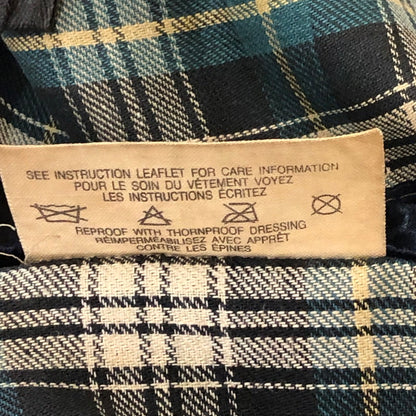 SEE INSTRUCTION LEAFLET FOR CARE INFORMATION
POUR LE SOIN DU VÊTEMENT VOYEZ
LES INSTRUCTIONS ÉCRITEZ
REPROOF WITH THORNPROOF DRESSING
RÉIMPERMÉABILISEZ AVEC APPRÊT
CONTRE LES ÉPINES